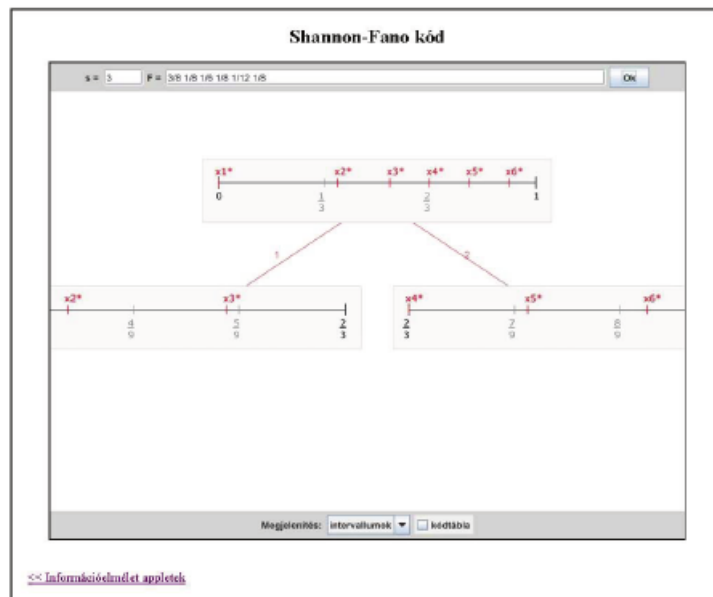 Shannon-Fano kód
s = 3 F = 3/8 1/8 1/6 1/8 1/12 1/8 Ok
x1* x2* x3* x4* x5* x6*
0 1/3 2/3 1
1 2
x2* x3* x4* x5* x6*
4/9 5/9 2/3 2/3 7/9 8/9
Megjelenítés: intervallumok kódtábla
<< Információelmélet appletek